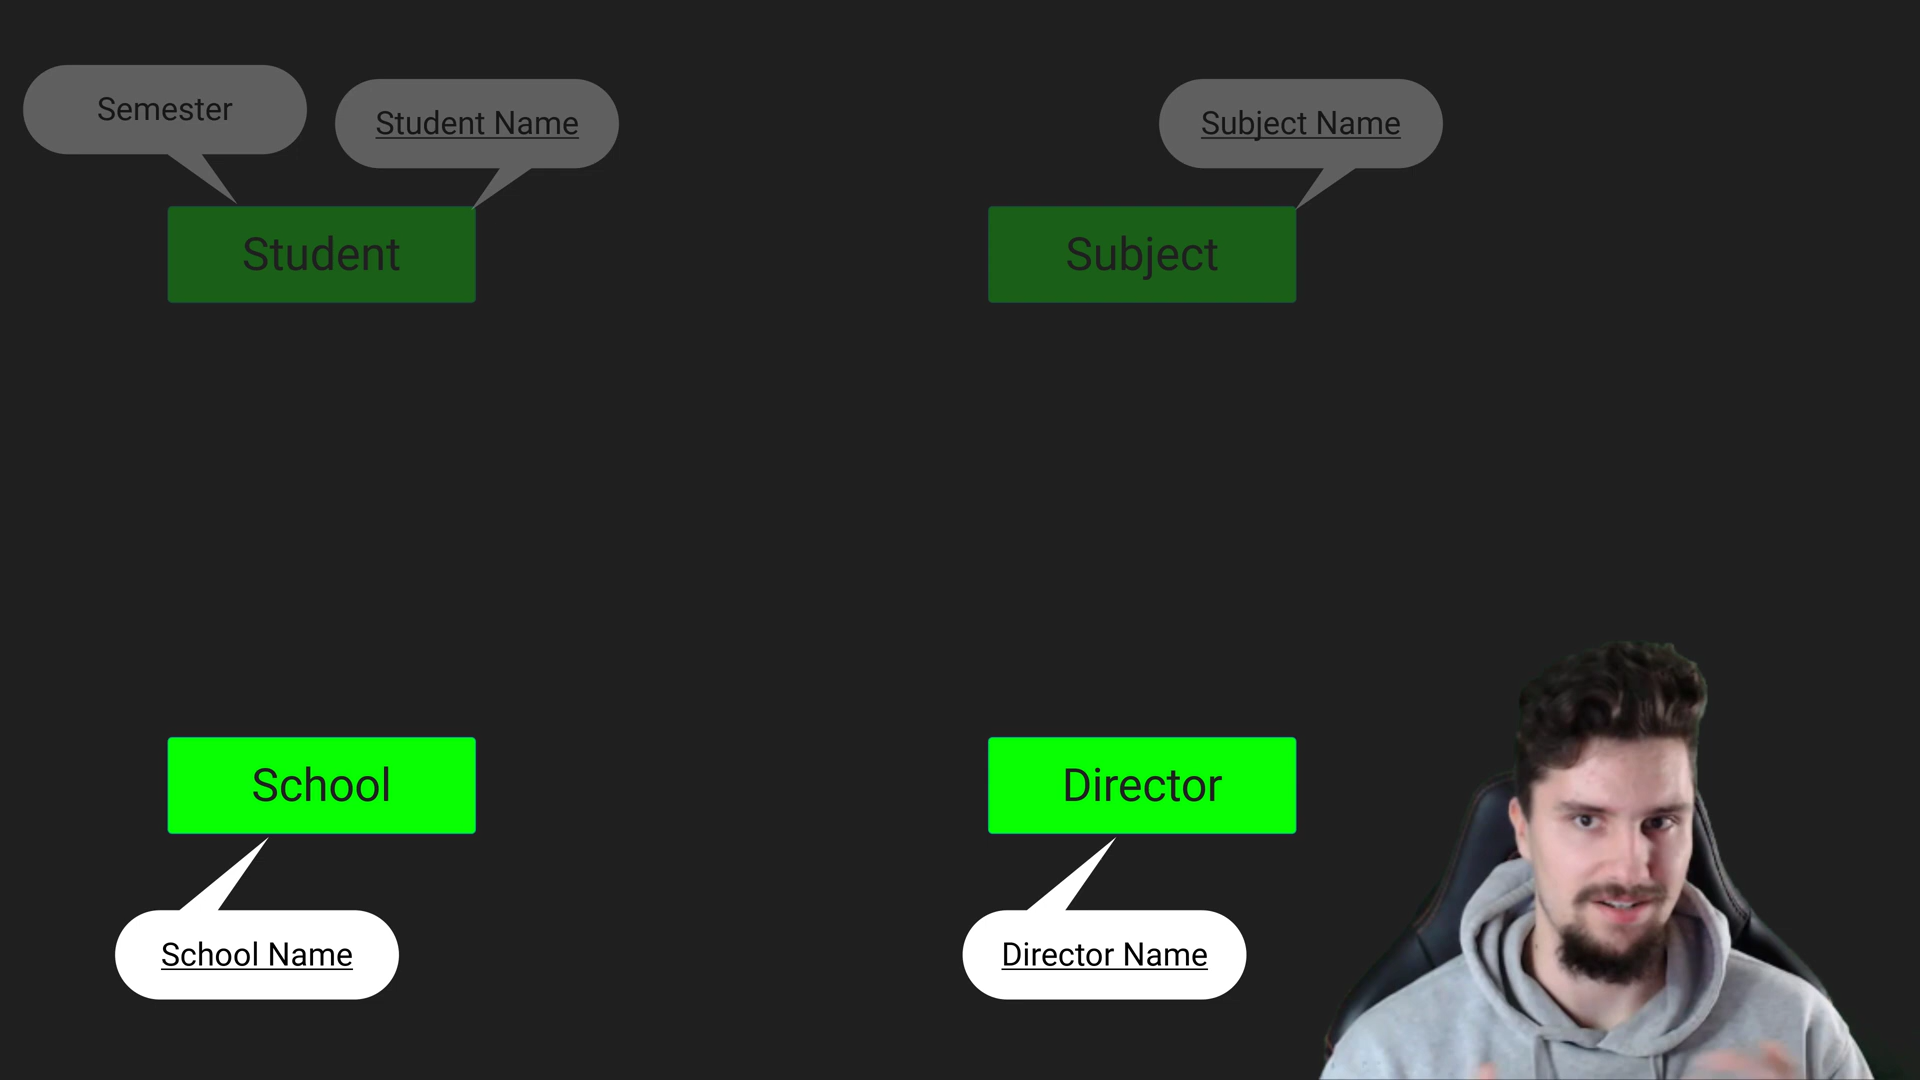 Semester
Student Name
Subject Name
Student
Subject
School
Director
School Name
Director Name